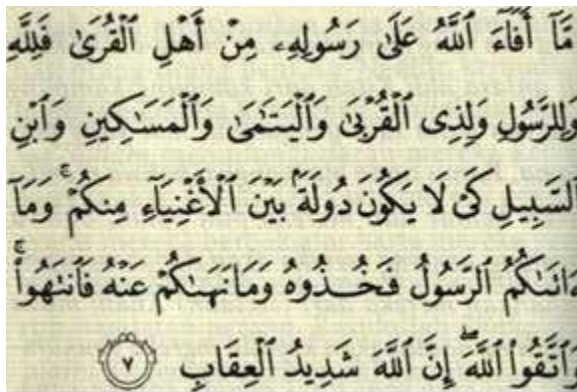 مَّآ أَفَآءَ ٱللَّهُ عَلَىٰ رَسُولِهِۦ مِنْ أَهْلِ ٱلْقُرَىٰ فَلِلَّهِ
وَلِلرَّسُولِ وَلِذِى ٱلْقُرْبَىٰ وَٱلْيَتَـٰمَىٰ وَٱلْمَسَـٰكِينِ وَٱبْنِ
ٱلسَّبِيلِ كَىْ لَا يَكُونَ دُولَةًۢ بَيْنَ ٱلْأَغْنِيَآءِ مِنكُمْ ۚ وَمَآ
ءَاتَىٰكُمُ ٱلرَّسُولُ فَخُذُوهُ وَمَا نَهَىٰكُمْ عَنْهُ فَٱنتَهُوا۟ ۚ
وَٱتَّقُوا۟ ٱللَّهَ ۖ إِنَّ ٱللَّهَ شَدِيدُ ٱلْعِقَابِ ٧